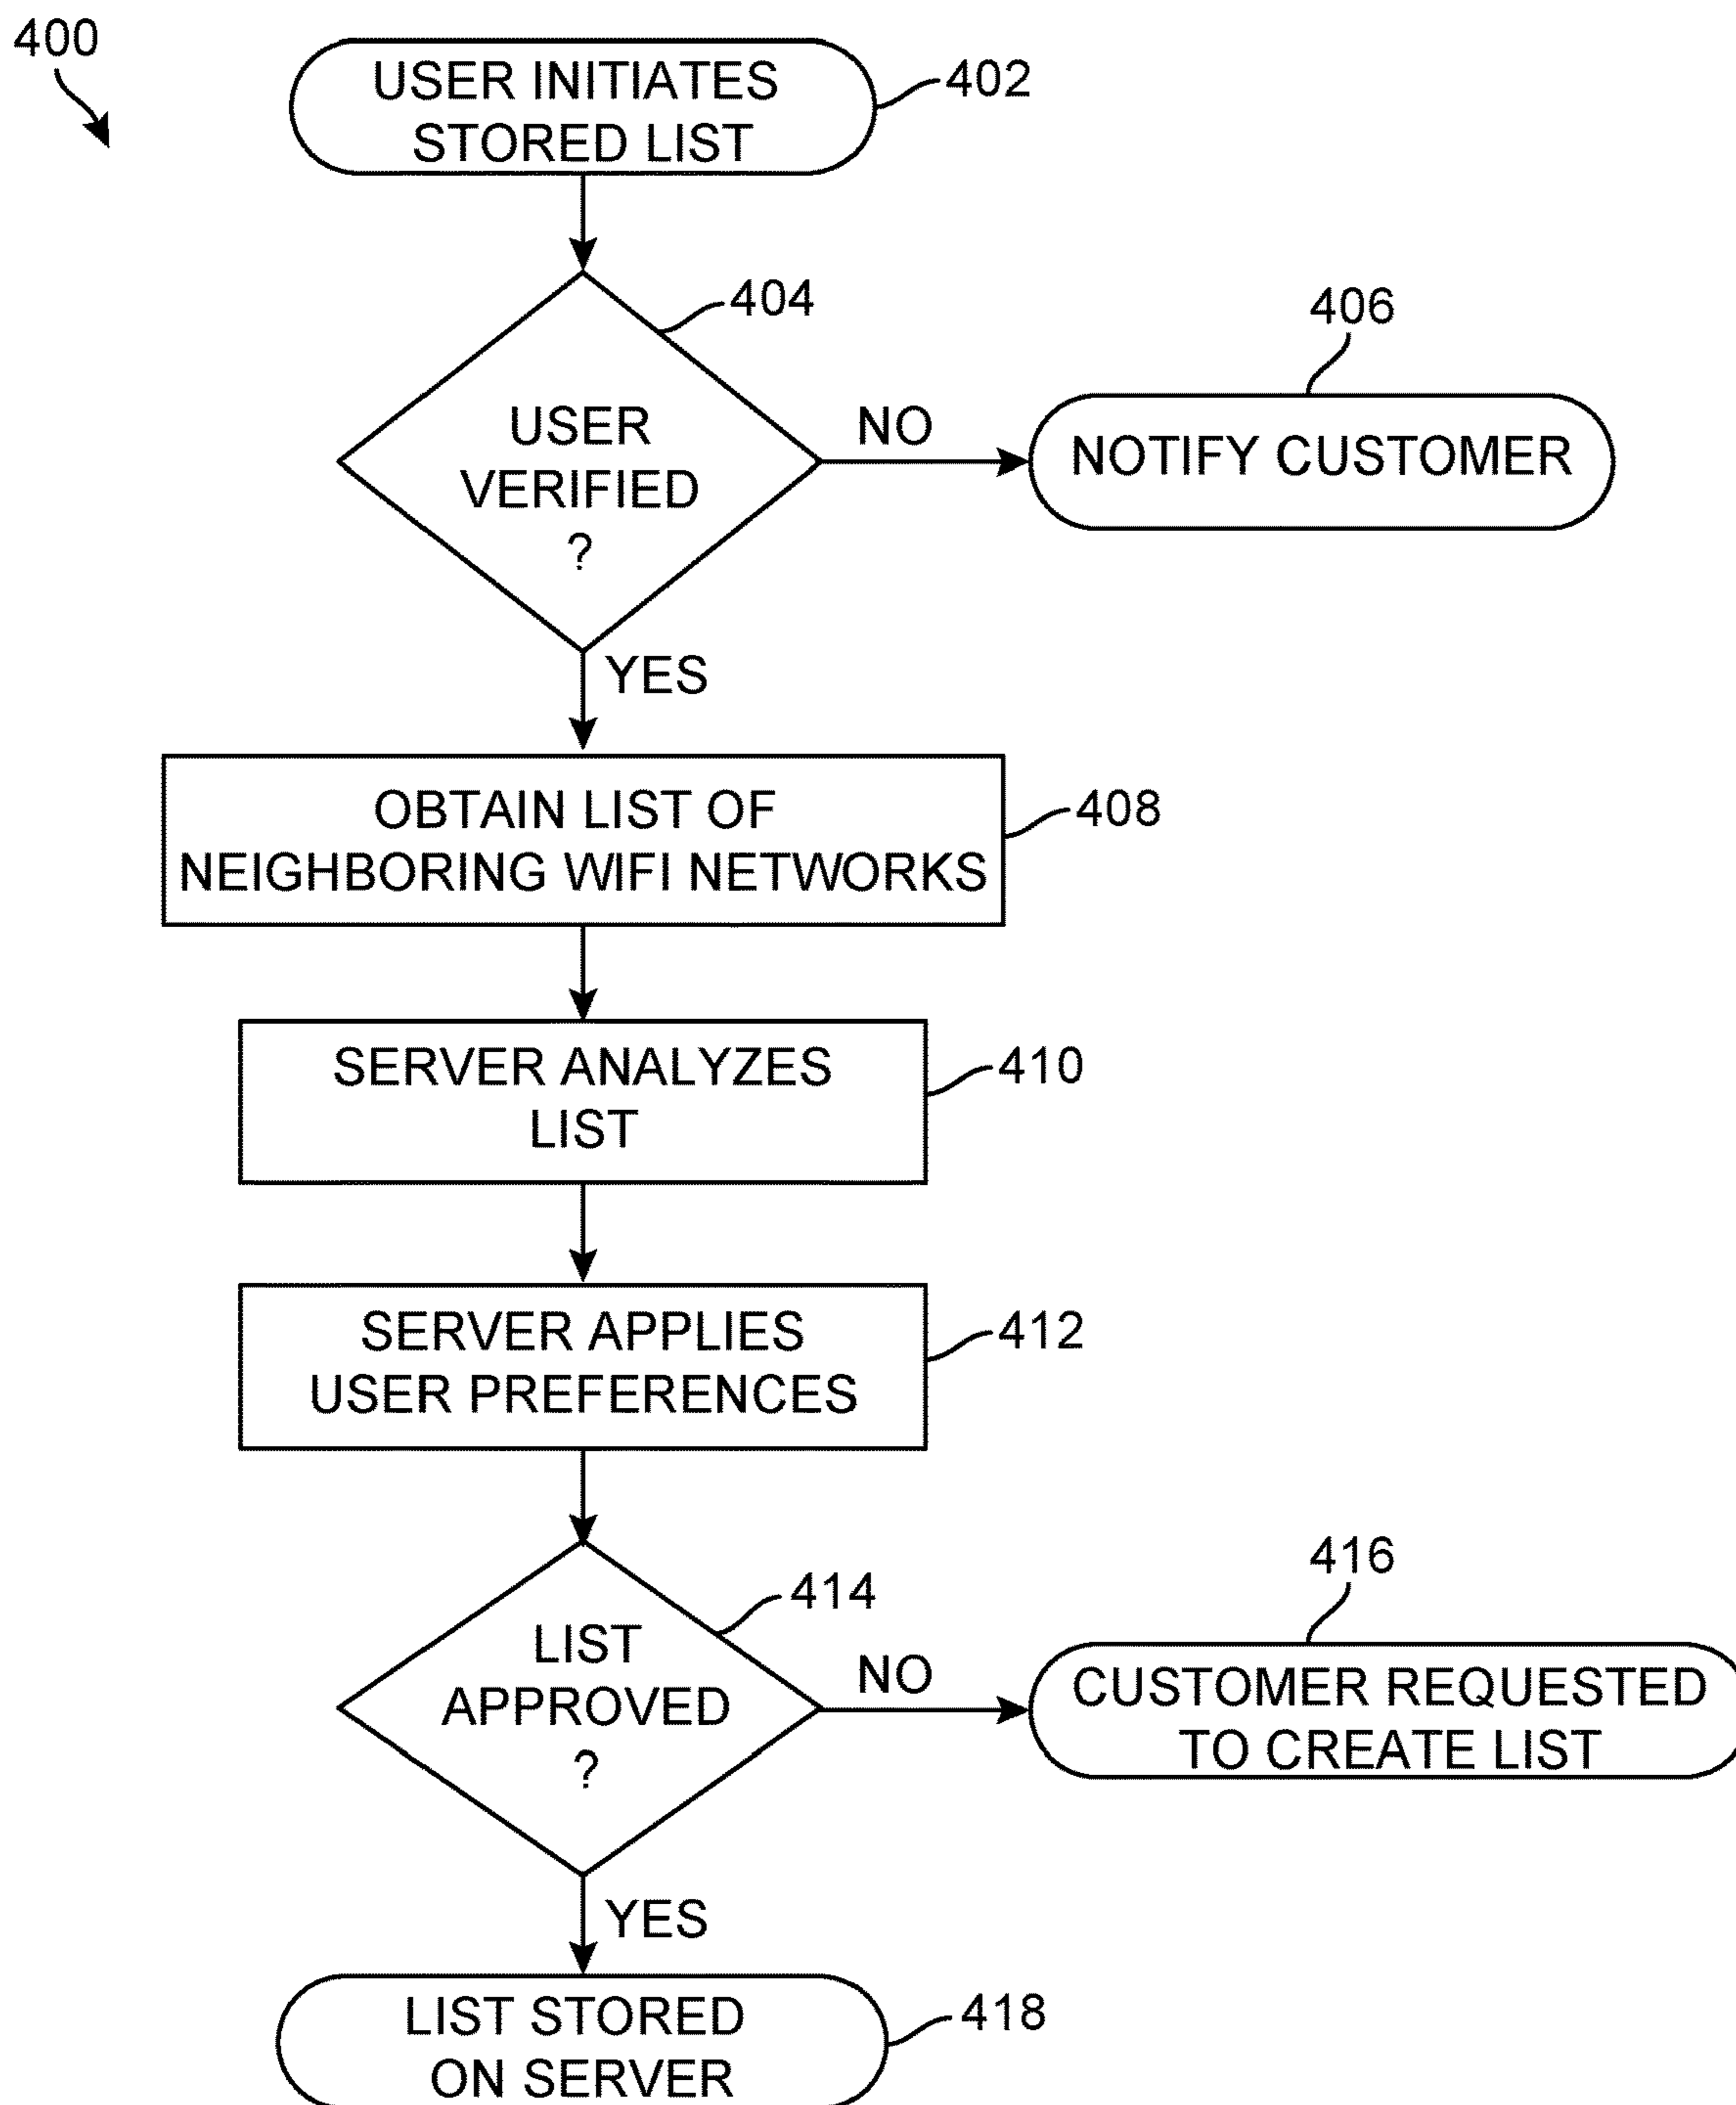 400
USER INITIATES
STORED LIST
402
404
USER
VERIFIED
?
NO
406
NOTIFY CUSTOMER
YES
OBTAIN LIST OF
NEIGHBORING WIFI NETWORKS
408
SERVER ANALYZES
LIST
410
SERVER APPLIES
USER PREFERENCES
412
414
LIST
APPROVED
?
NO
416
CUSTOMER REQUESTED
TO CREATE LIST
YES
LIST STORED
ON SERVER
418